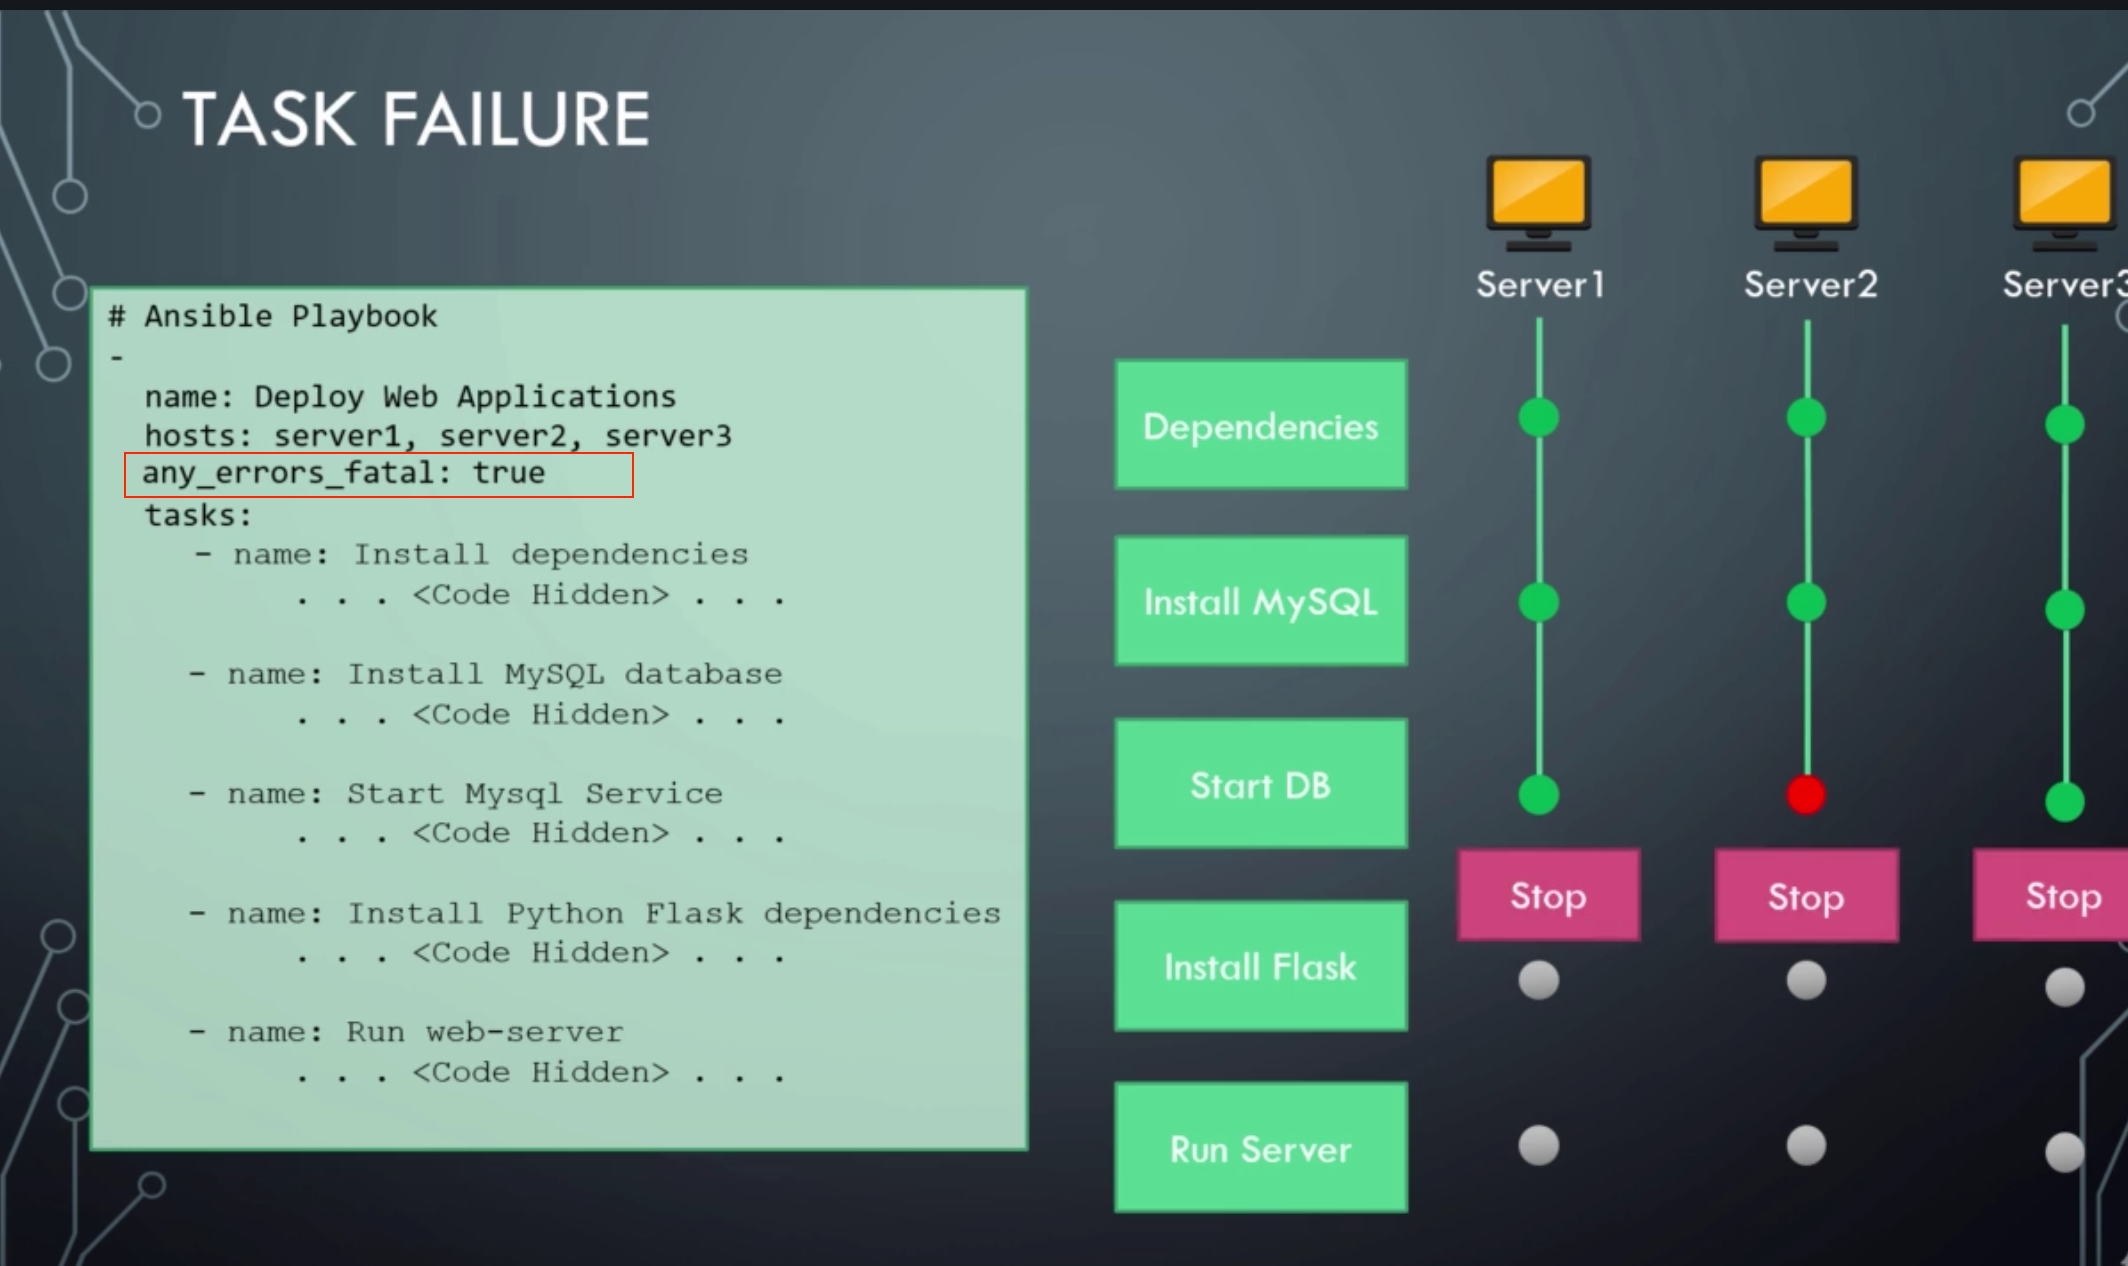 TASK FAILURE
# Ansible Playbook
-
name: Deploy Web Applications
hosts: server1, server2, server3
any_errors_fatal: true
tasks:
- name: Install dependencies
. . . <Code Hidden> . . .
- name: Install MySQL database
. . . <Code Hidden> . . .
- name: Start Mysql Service
. . . <Code Hidden> . . .
- name: Install Python Flask dependencies
. . . <Code Hidden> . . .
- name: Run web-server
. . . <Code Hidden> . . .
Server1 Server2 Server3
Dependencies
Install MySQL
Start DB
Stop Stop Stop
Install Flask
Run Server